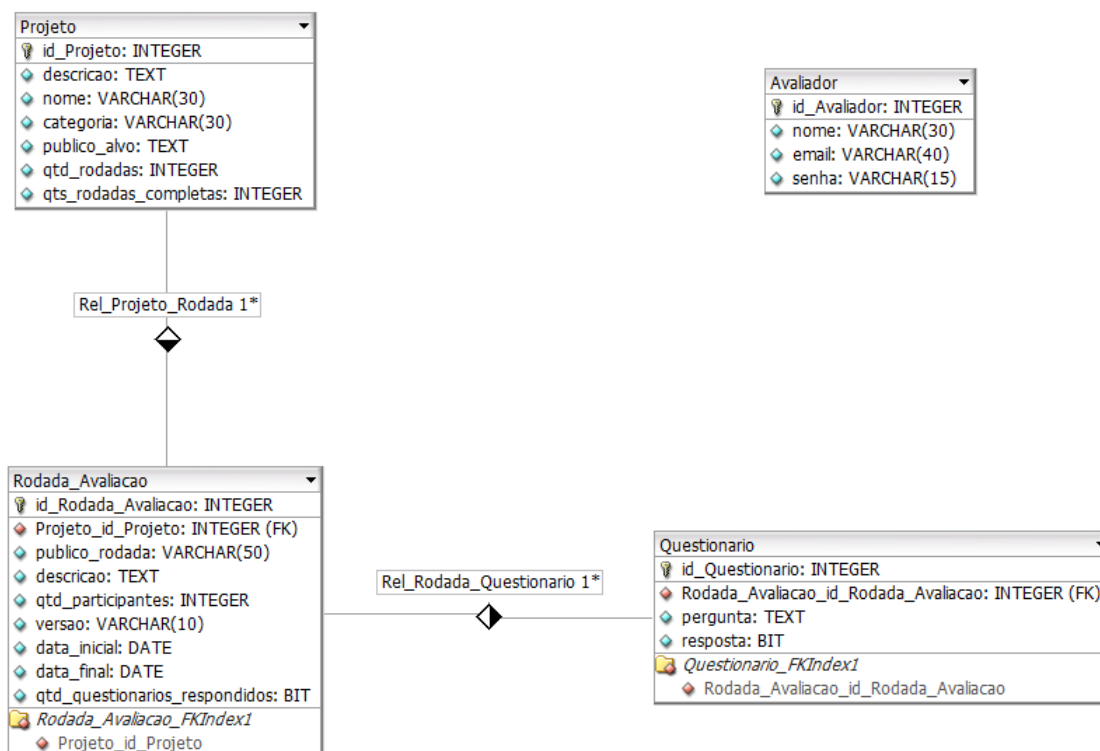 Projeto
id_Projeto: INTEGER
descricao: TEXT
nome: VARCHAR(30)
categoria: VARCHAR(30)
publico_alvo: TEXT
qtd_rodadas: INTEGER
qts_rodadas_completas: INTEGER
Avaliador
id_Avaliador: INTEGER
nome: VARCHAR(30)
email: VARCHAR(40)
senha: VARCHAR(15)
Rel_Projeto_Rodada 1*
Rodada_Avaliacao
id_Rodada_Avaliacao: INTEGER
Projeto_id_Projeto: INTEGER (FK)
publico_rodada: VARCHAR(50)
descricao: TEXT
qtd_participantes: INTEGER
versao: VARCHAR(10)
data_inicial: DATE
data_final: DATE
qtd_questionarios_respondidos: BIT
Rodada_Avaliacao_FKIndex1
Projeto_id_Projeto
Rel_Rodada_Questionario 1*
Questionario
id_Questionario: INTEGER
Rodada_Avaliacao_id_Rodada_Avaliacao: INTEGER (FK)
pergunta: TEXT
resposta: BIT
Questionario_FKIndex1
Rodada_Avaliacao_id_Rodada_Avaliacao